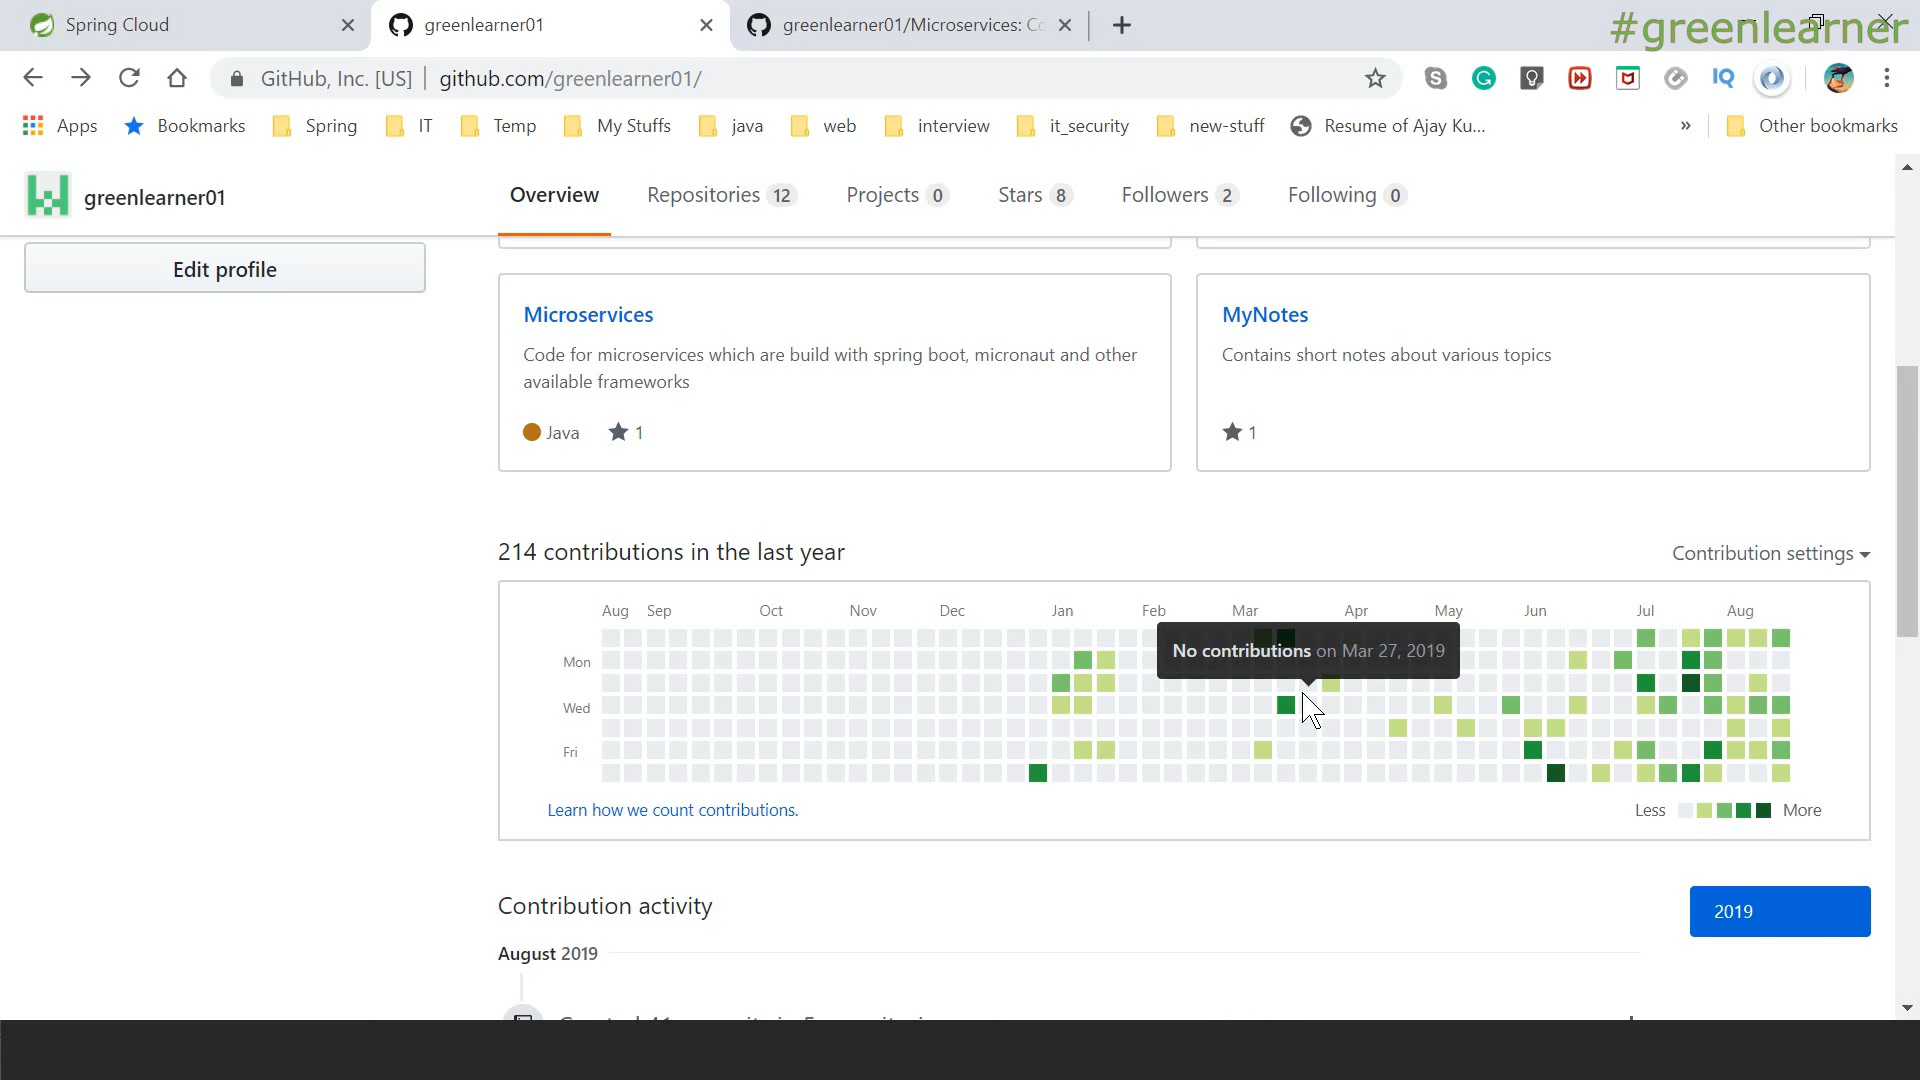 Spring Cloud
greenlearner01
greenlearner01/Microservices: Co
#greenlearner
GitHub, Inc. [US]
github.com/greenlearner01/
Apps
Bookmarks
Spring
IT
Temp
My Stuffs
java
web
interview
it_security
new-stuff
Resume of Ajay Ku...
»
Other bookmarks
greenlearner01
Overview
Repositories 12
Projects 0
Stars 8
Followers 2
Following 0
Edit profile
Microservices
Code for microservices which are build with spring boot, micronaut and other
available frameworks
Java
1
MyNotes
Contains short notes about various topics
1
214 contributions in the last year
Contribution settings
Aug Sep Oct Nov Dec Jan Feb Mar Apr May Jun Jul Aug
No contributions on Mar 27, 2019
Mon
Wed
Fri
Learn how we count contributions.
Less
More
Contribution activity
2019
August 2019